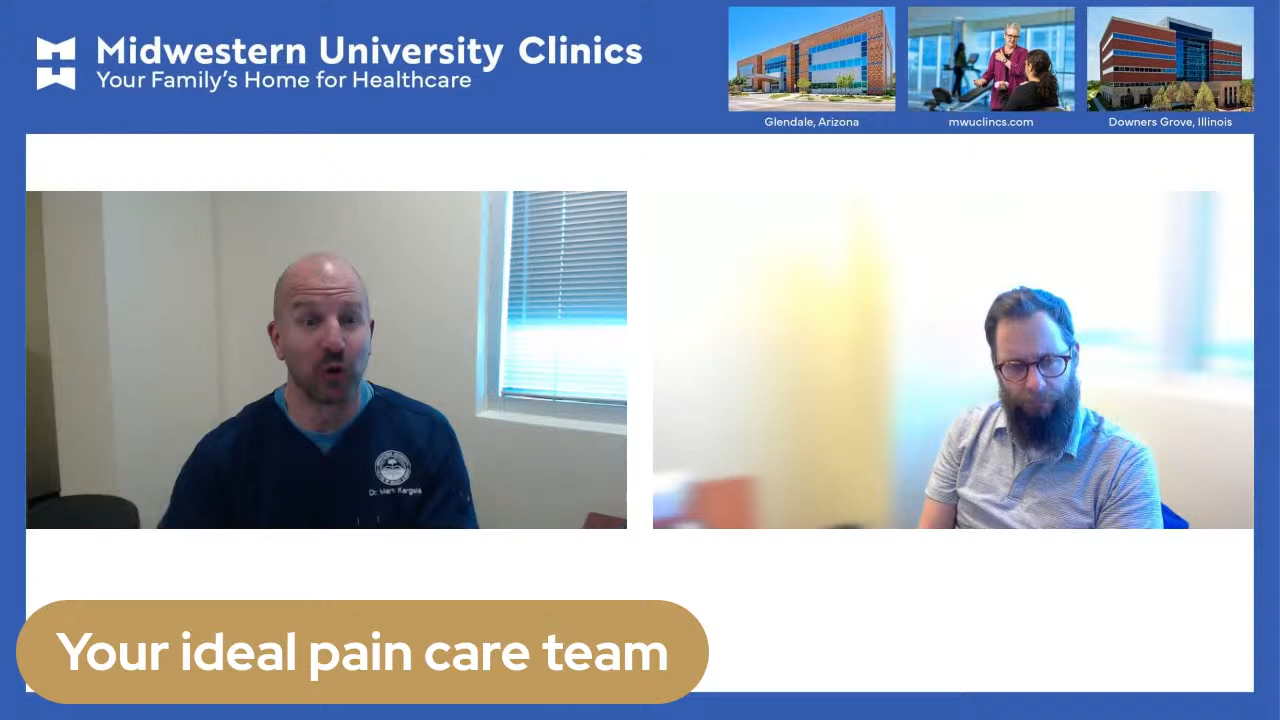 Midwestern University Clinics
Your Family's Home for Healthcare
Glendale, Arizona
mwuclincs.com
Downers Grove, Illinois
Dr. Mark Kargela
Your ideal pain care team